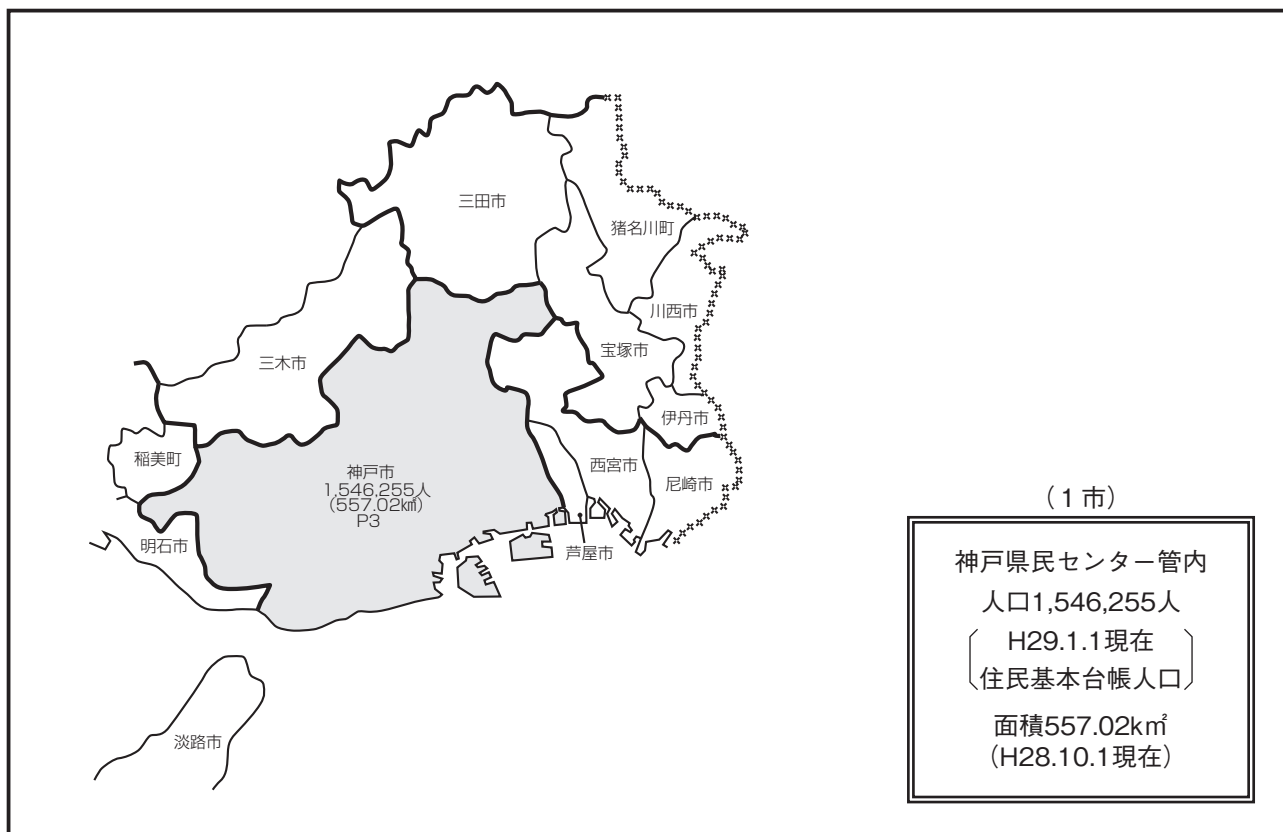 三田市
猪名川町
川西市
三木市
宝塚市
伊丹市
稲美町
神戸市
1,546,255人
(557.02㎢)
P3
西宮市
尼崎市
明石市
芦屋市
淡路市
(1市)
神戸県民センター管内
人口1,546,255人
H29.1.1現在
住民基本台帳人口
面積557.02k㎡
(H28.10.1現在)